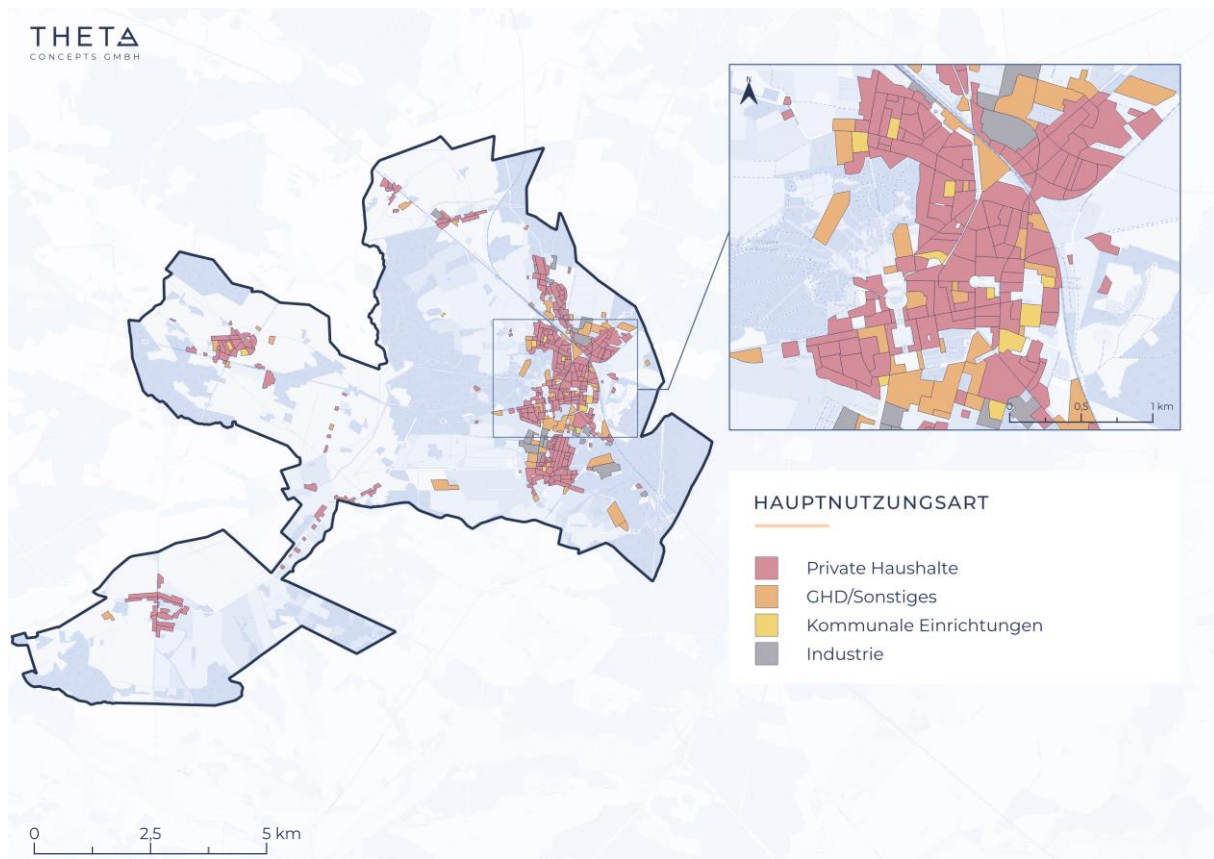 THETA
CONCEPTS GMBH
N
0 0,5 1 km
HAUPTNUTZUNGSART
Private Haushalte
GHD/Sonstiges
Kommunale Einrichtungen
Industrie
0 2,5 5 km